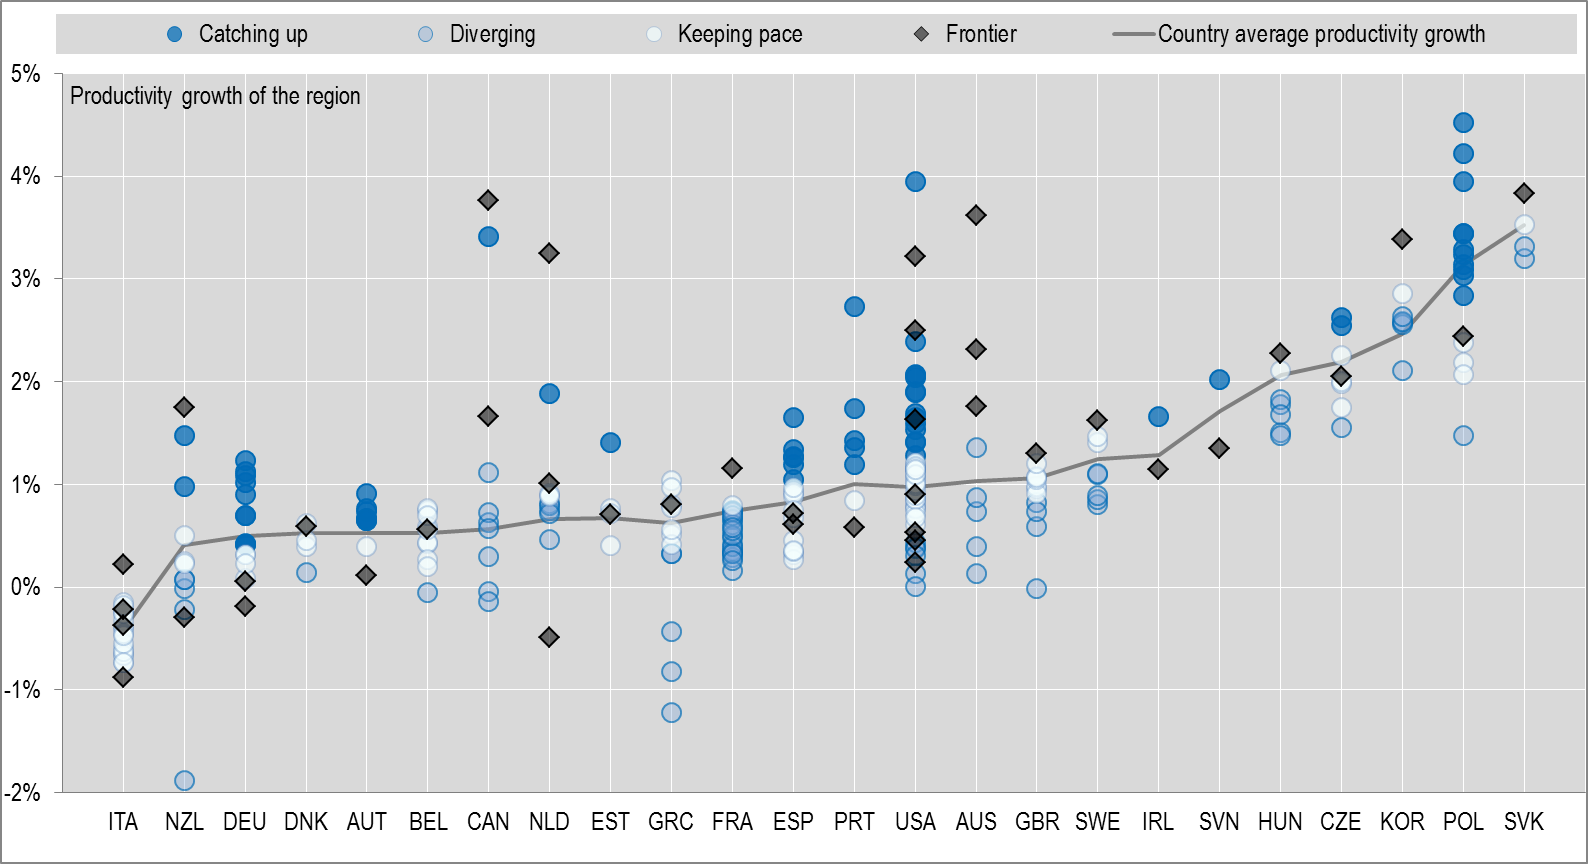 Catching up Diverging Keeping pace Frontier Country average productivity growth
5%
Productivity growth of the region
4%
3%
2%
1%
0%
-1%
-2%
ITA NZL DEU DNK AUT BEL CAN NLD EST GRC FRA ESP PRT USA AUS GBR SWE IRL SVN HUN CZE KOR POL SVK